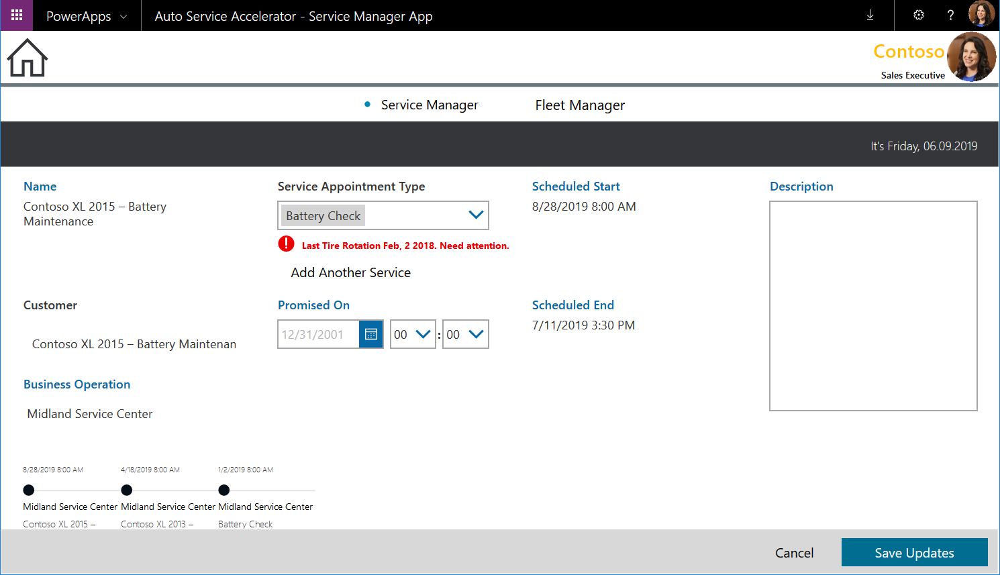 PowerApps
Auto Service Accelerator - Service Manager App
?
Contoso
Sales Executive
Service Manager
Fleet Manager
It's Friday, 06.09.2019
Name
Contoso XL 2015 – Battery
Maintenance
Service Appointment Type
Battery Check
! Last Tire Rotation Feb, 2 2018. Need attention.
Add Another Service
Scheduled Start
8/28/2019 8:00 AM
Description
Customer
Contoso XL 2015 – Battery Maintenan
Promised On
12/31/2001
00 : 00
Scheduled End
7/11/2019 3:30 PM
Business Operation
Midland Service Center
8/28/2019 8:00 AM
Midland Service Center
Contoso XL 2015 –
4/18/2019 8:00 AM
Midland Service Center
Contoso XL 2013 –
1/2/2019 8:00 AM
Midland Service Center
Battery Check
Cancel
Save Updates